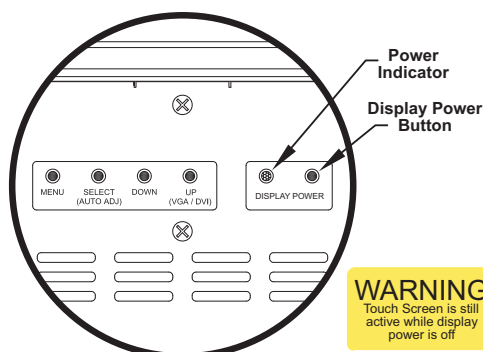 Power
Indicator
Display Power
Button
MENU
SELECT
(AUTO ADJ)
DOWN
UP
(VGA / DVI)
DISPLAY POWER
WARNING
Touch Screen is still
active while display
power is off